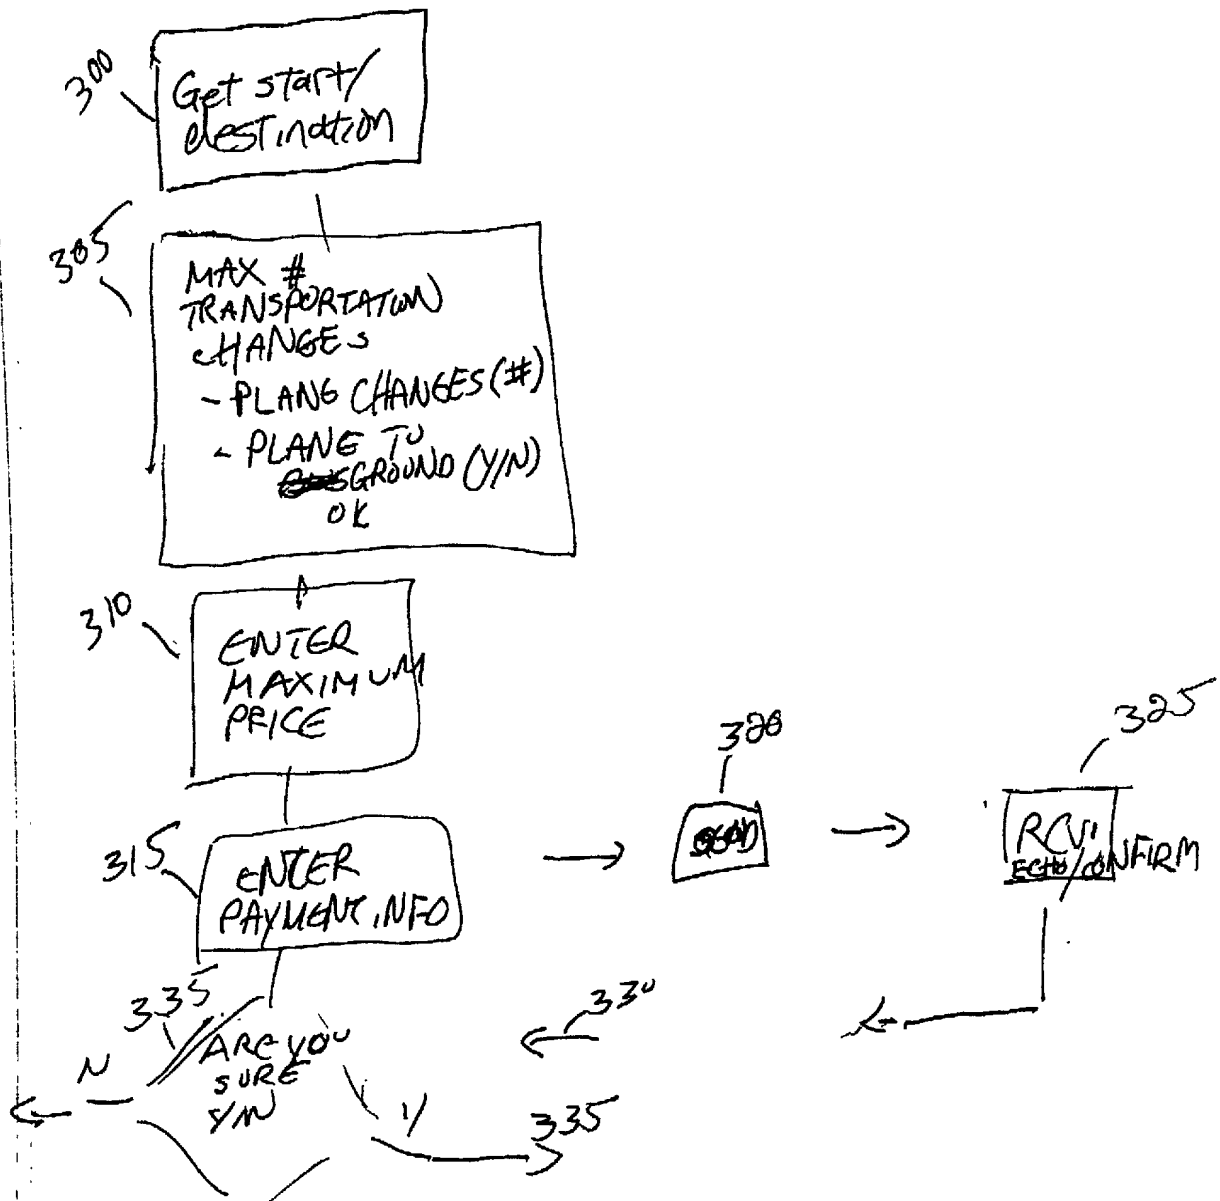 300
Get start/
destination
305
MAX #
TRANSPORTATION
CHANGES
- PLANE CHANGES (#)
- PLANE TO
GROUND (Y/N)
OK
310
ENTER
MAXIMUM
PRICE
320
325
315
ENTER
PAYMENT INFO
RCV
ECHO/CONFIRM
335
330
N
ARE YOU
SURE
Y/N
Y
335